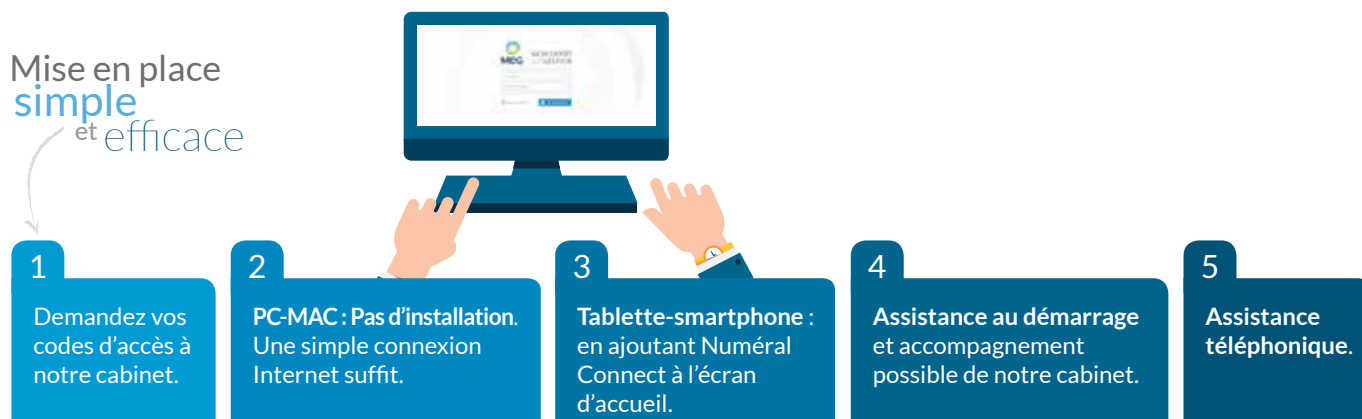 Mise en place
simple
et efficace
MEG
1
Demandez vos
codes d'accès à
notre cabinet.
2
PC-MAC : Pas d'installation.
Une simple connexion
Internet suffit.
3
Tablette-smartphone :
en ajoutant Numéral
Connect à l'écran
d'accueil.
4
Assistance au démarrage
et accompagnement
possible de notre cabinet.
5
Assistance
téléphonique.